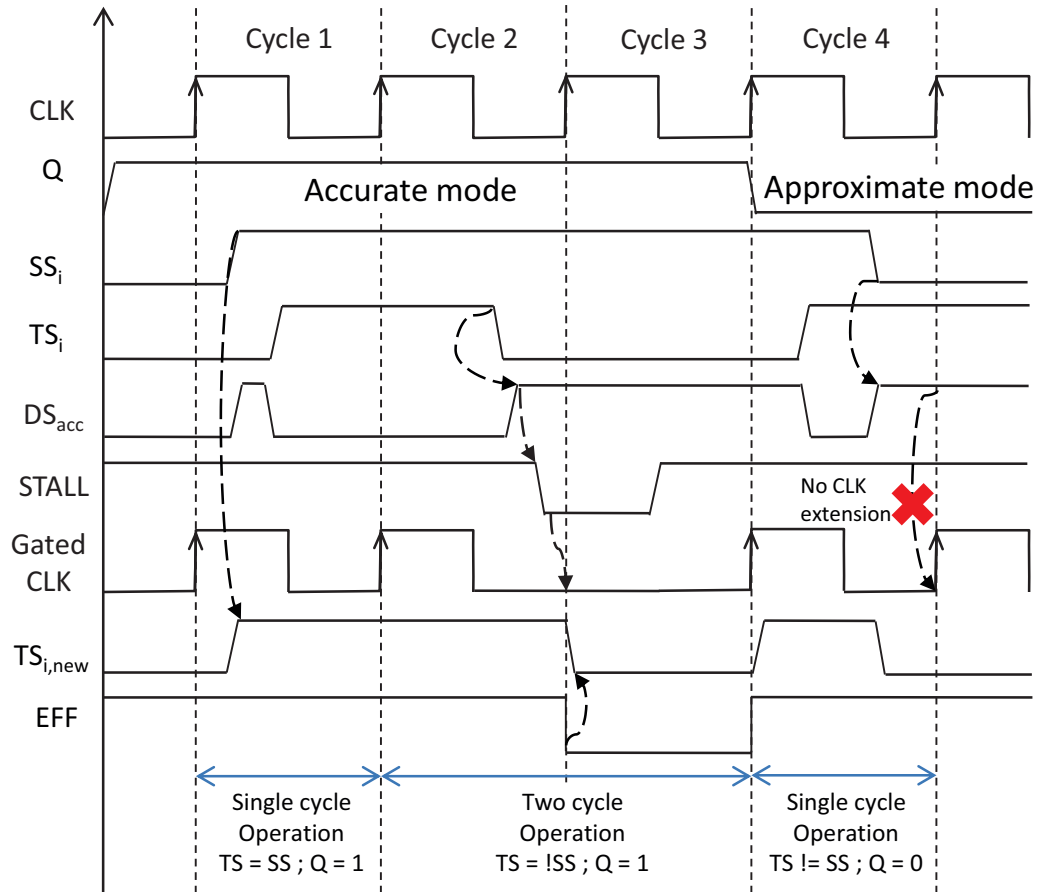 Cycle 1
Cycle 2
Cycle 3
Cycle 4
CLK
Q
Accurate mode
Approximate mode
SSi
TSi
DSacc
STALL
No CLK
extension
Gated
CLK
TSi,new
EFF
Single cycle
Operation
TS = SS ; Q = 1
Two cycle
Operation
TS = !SS ; Q = 1
Single cycle
Operation
TS != SS ; Q = 0